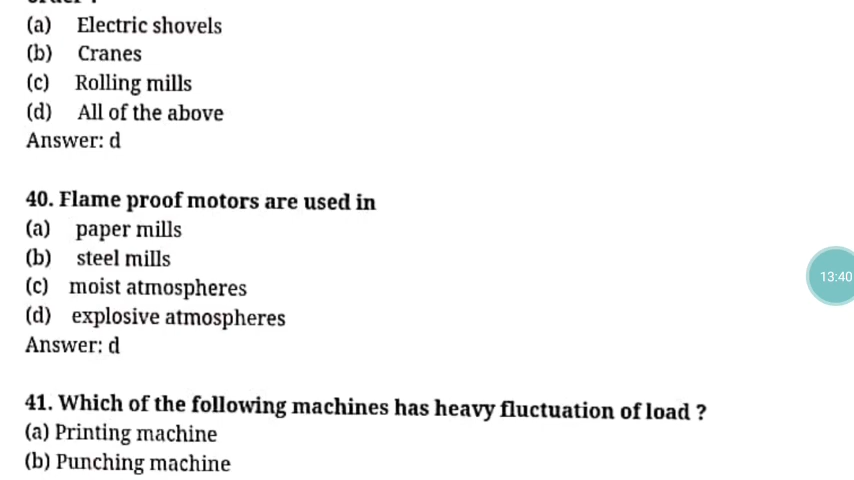 (a) Electric shovels
(b) Cranes
(c) Rolling mills
(d) All of the above
Answer: d
40. Flame proof motors are used in
(a) paper mills
(b) steel mills
(c) moist atmospheres
(d) explosive atmospheres
Answer: d
13:40
41. Which of the following machines has heavy fluctuation of load ?
(a) Printing machine
(b) Punching machine